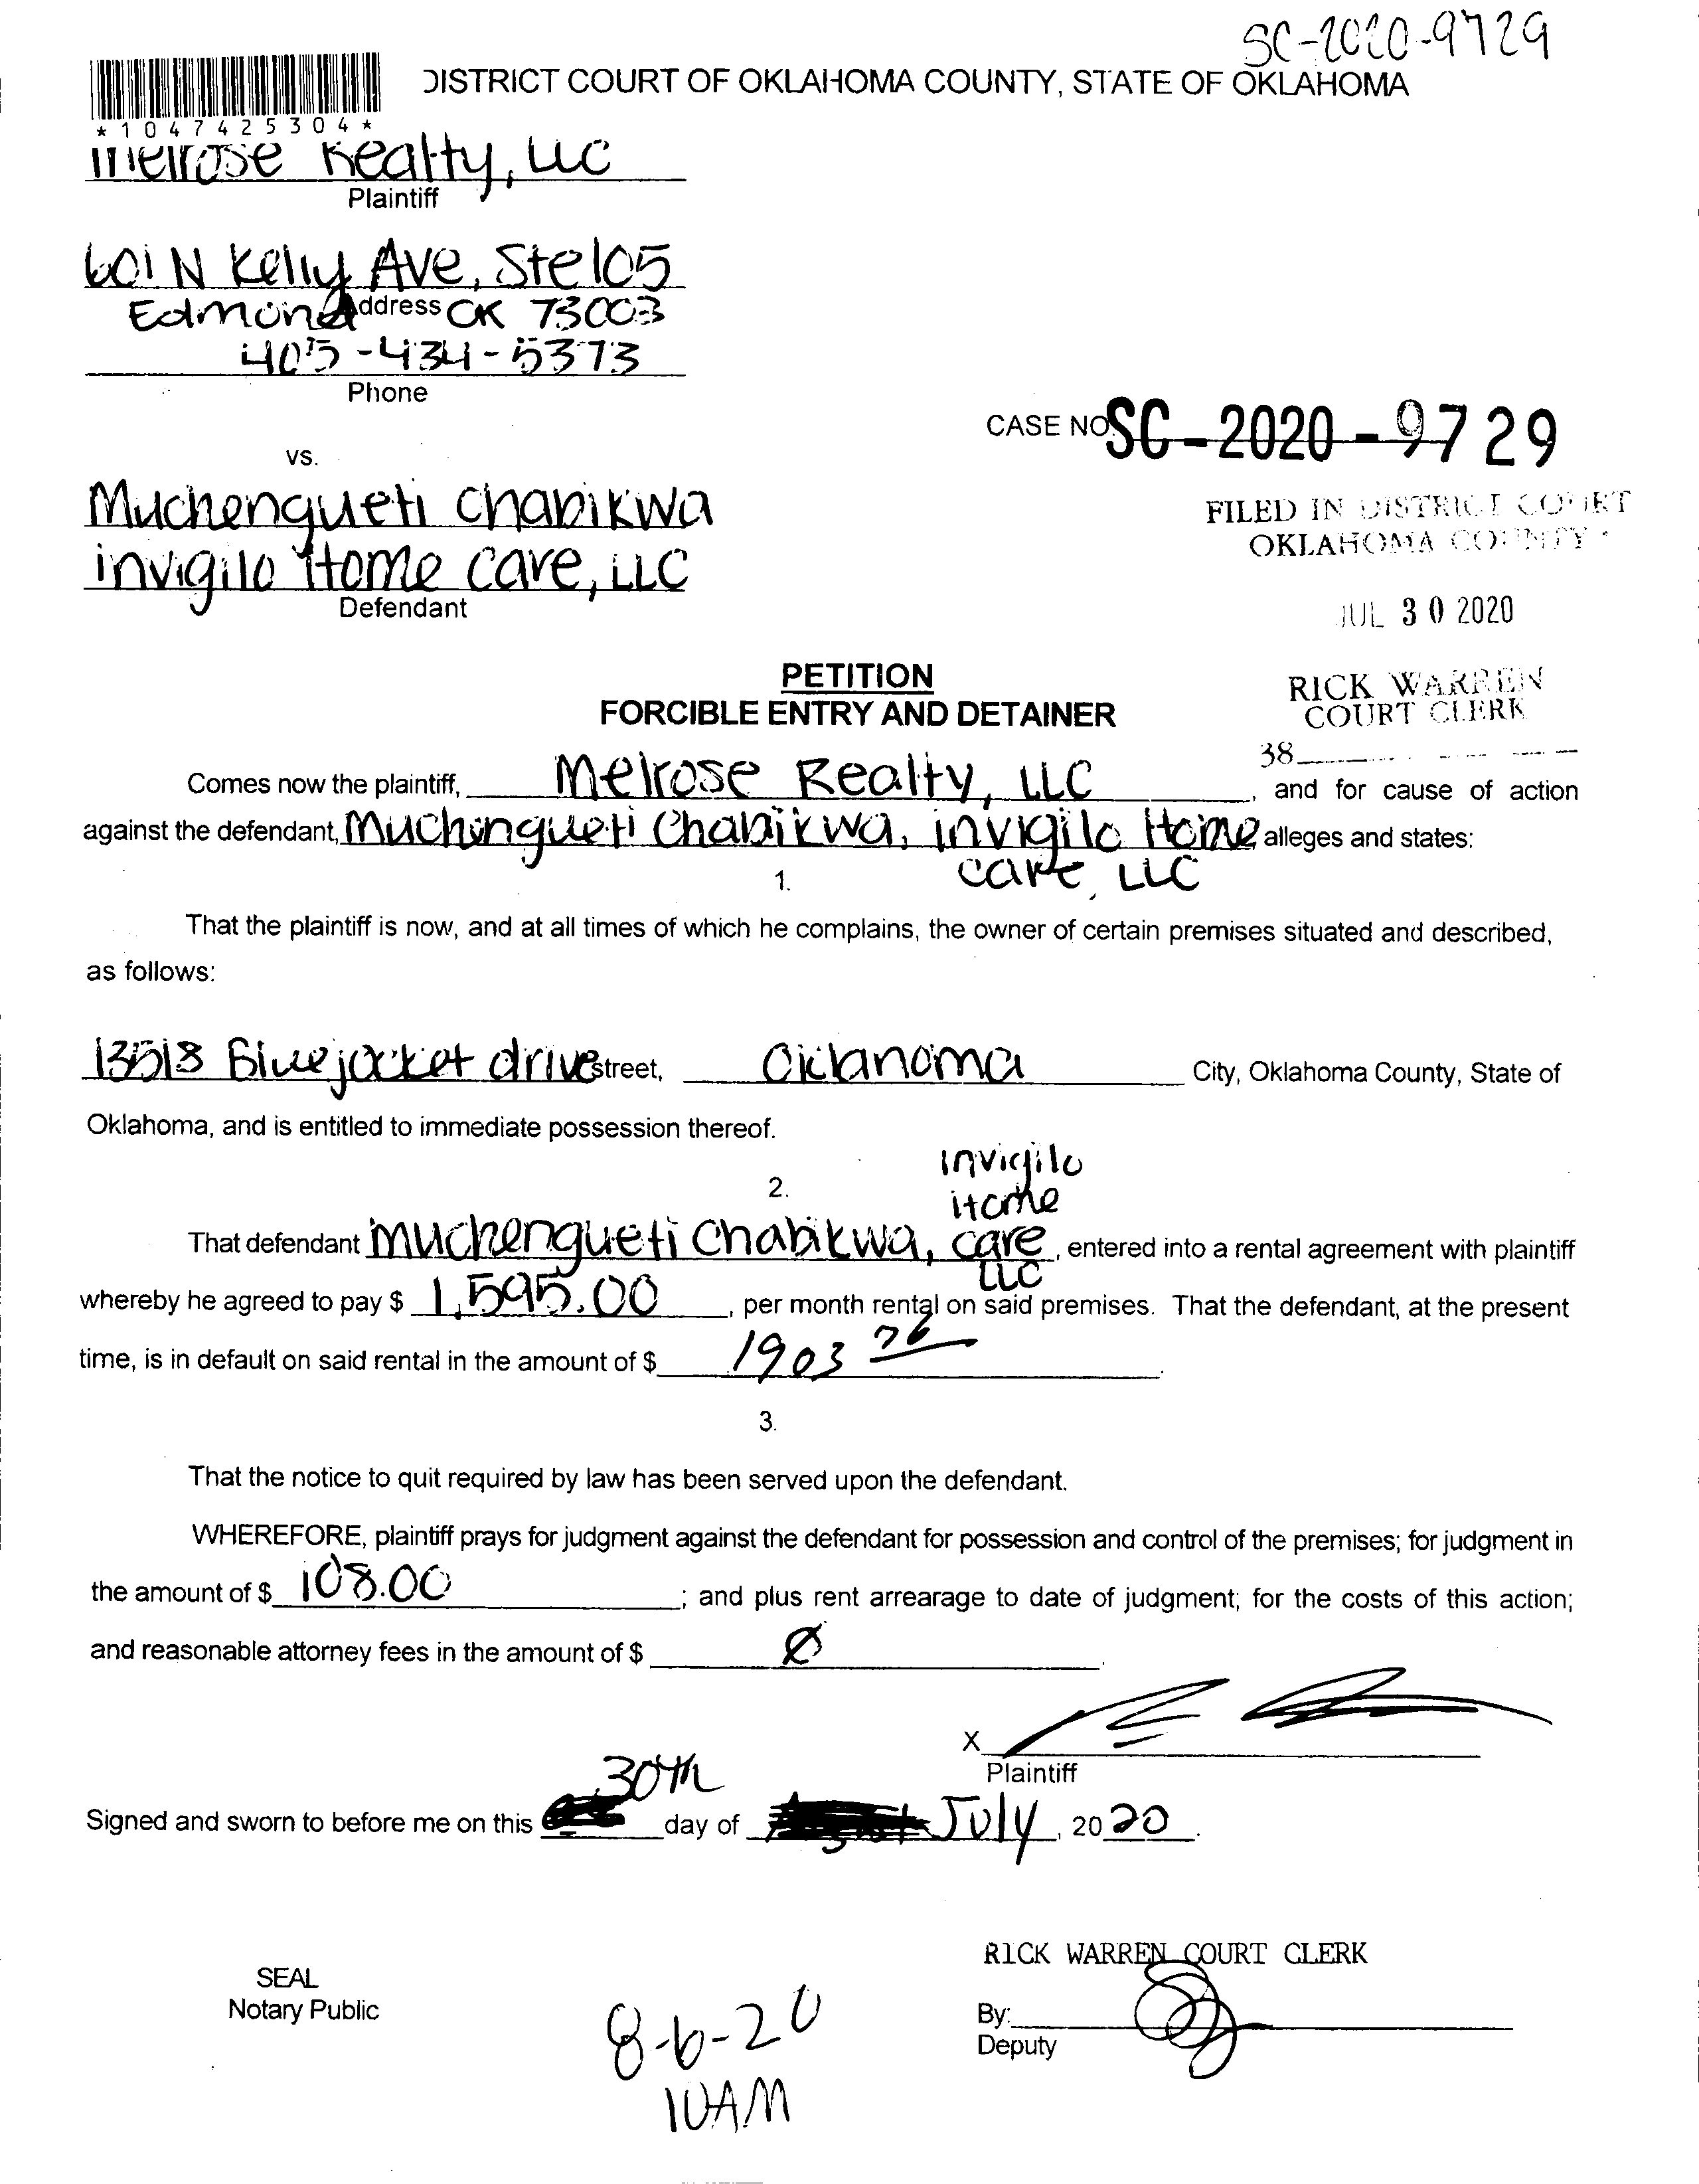 SC-2020-9729
DISTRICT COURT OF OKLAHOMA COUNTY, STATE OF OKLAHOMA
*1047425304*
Melrose Realty, LLC
Plaintiff
601 N Kelly Ave, Ste 105
Address
Edmond OK 73003
405-434-5373
Phone
CASE NO. SC-2020-9729
vs.
Muchengueti Chabikwa
invigilo Home Care, LLC
Defendant
FILED IN DISTRICT COURT
OKLAHOMA COUNTY
JUL 30 2020
RICK WARREN
COURT CLERK
38
PETITION
FORCIBLE ENTRY AND DETAINER
Comes now the plaintiff, Melrose Realty, LLC, and for cause of action
against the defendant, Muchengueti Chabikwa, invigilo Home alleges and states:
care, LLC
1.
That the plaintiff is now, and at all times of which he complains, the owner of certain premises situated and described,
as follows:
13518 Bluejacket drive street, Oklahoma City, Oklahoma County, State of
Oklahoma, and is entitled to immediate possession thereof.
2.
invigilo
Home
That defendant Muchengueti Chabikwa, care, entered into a rental agreement with plaintiff
LLC
whereby he agreed to pay $ 1,595.00, per month rental on said premises. That the defendant, at the present
time, is in default on said rental in the amount of $ 1903 76.
3.
That the notice to quit required by law has been served upon the defendant.
WHEREFORE, plaintiff prays for judgment against the defendant for possession and control of the premises; for judgment in
the amount of $ 108.00; and plus rent arrearage to date of judgment; for the costs of this action;
and reasonable attorney fees in the amount of $ Ø.
X
Plaintiff
Signed and sworn to before me on this 30th day of July, 2020.
RICK WARREN COURT CLERK
SEAL
Notary Public
By:
Deputy
8-6-20
10AM